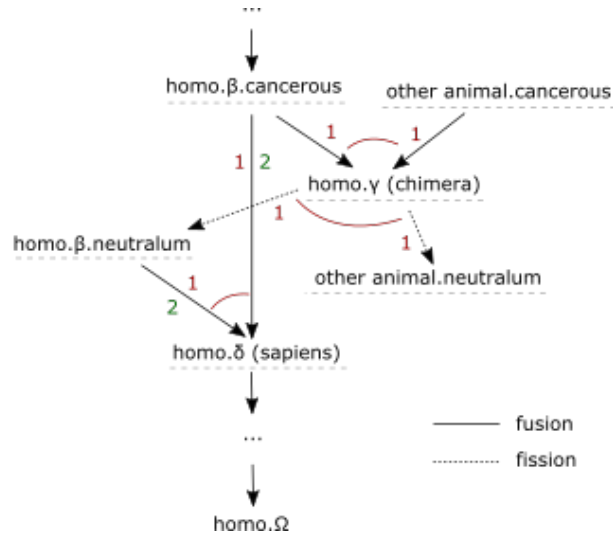 ...
homo.β.cancerous
other animal.cancerous
1
1
1
2
homo.γ (chimera)
1
homo.β.neutralum
1
other animal.neutralum
1
2
homo.δ (sapiens)
...
fusion
fission
homo.Ω